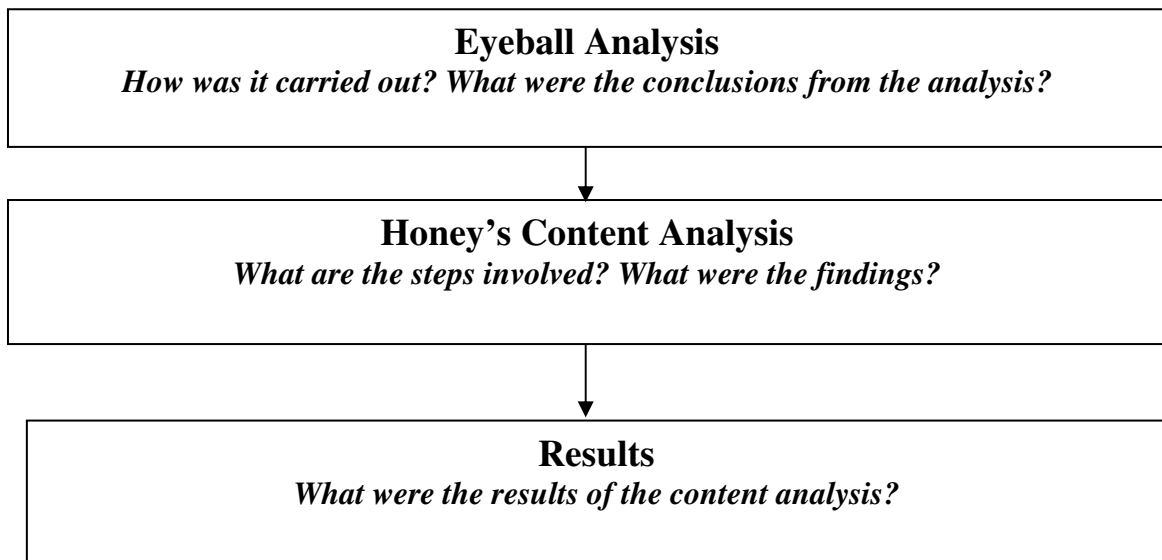 Eyeball Analysis
How was it carried out? What were the conclusions from the analysis?
Honey’s Content Analysis
What are the steps involved? What were the findings?
Results
What were the results of the content analysis?